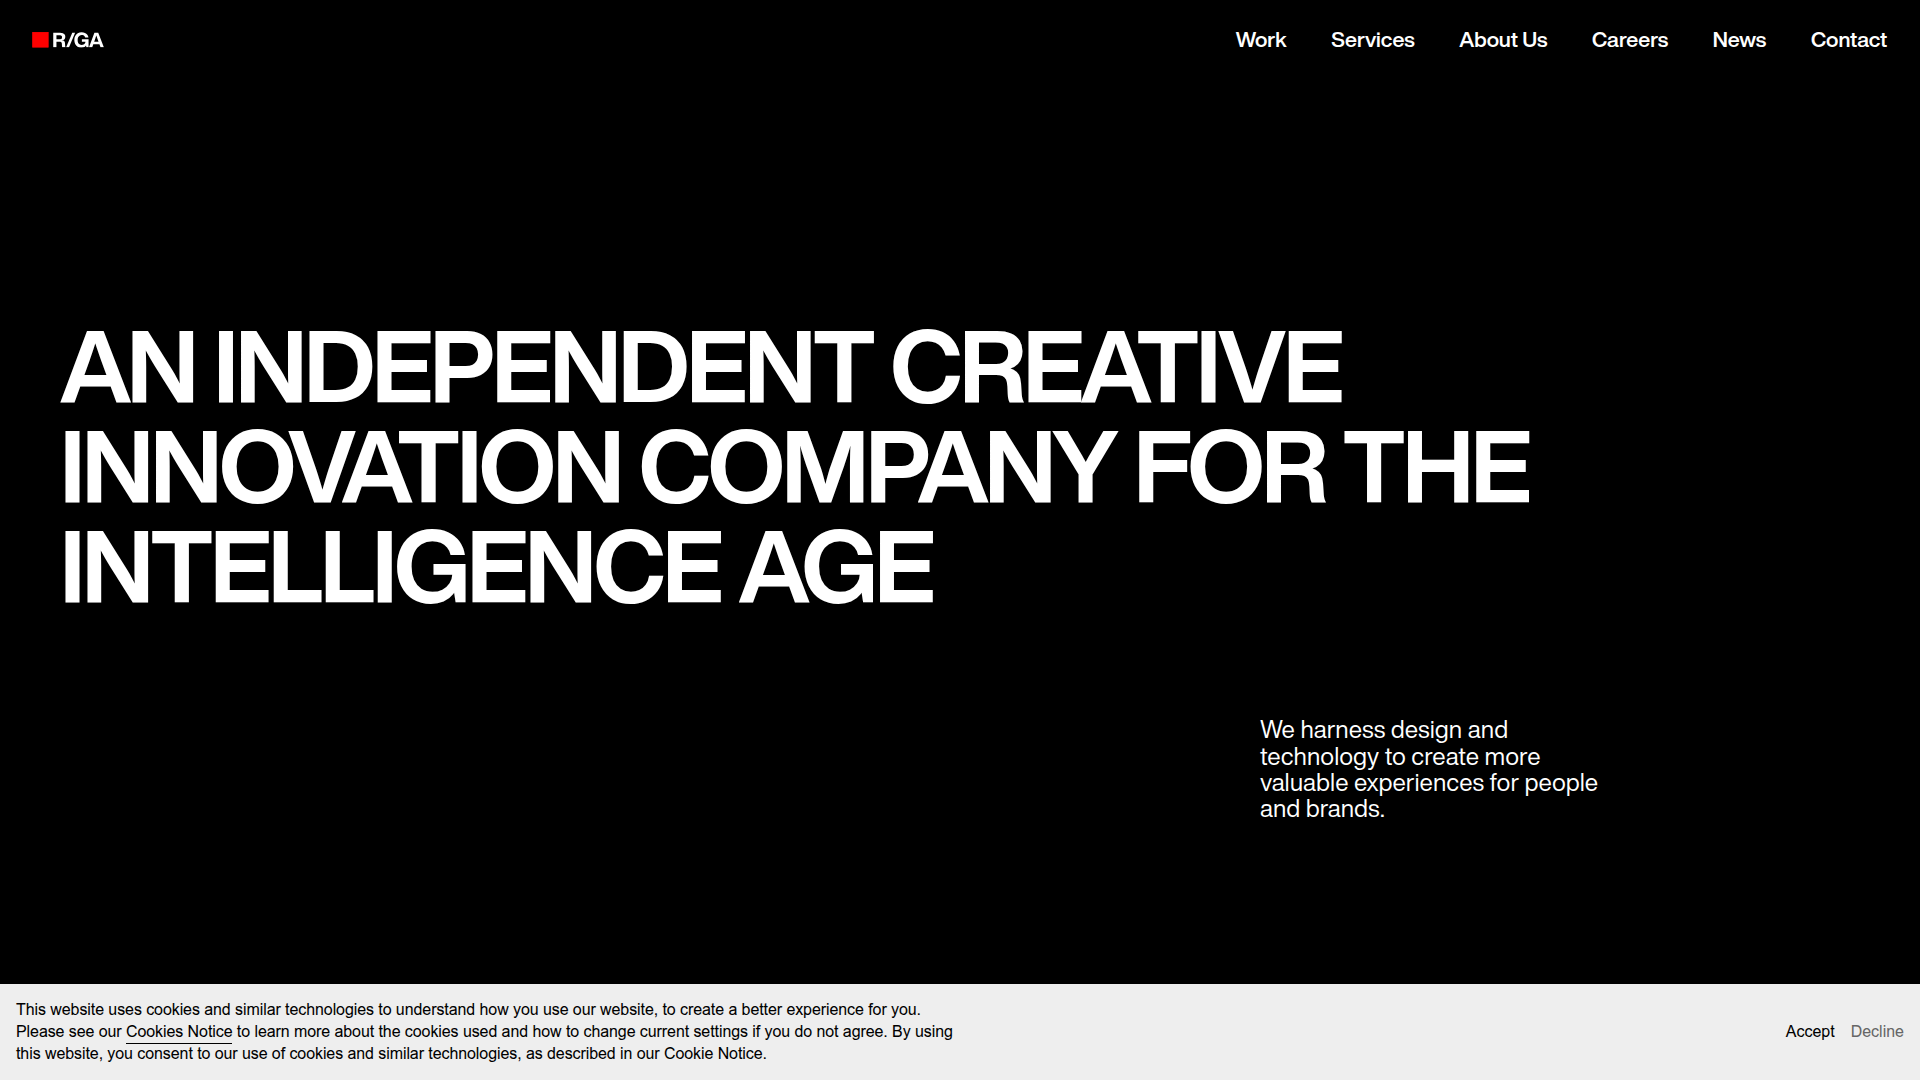 R/GA
Work
Services
About Us
Careers
News
Contact
AN INDEPENDENT CREATIVE
INNOVATION COMPANY FOR THE
INTELLIGENCE AGE
We harness design and
technology to create more
valuable experiences for people
and brands.
This website uses cookies and similar technologies to understand how you use our website, to create a better experience for you.
Please see our Cookies Notice to learn more about the cookies used and how to change current settings if you do not agree. By using
this website, you consent to our use of cookies and similar technologies, as described in our Cookie Notice.
Accept
Decline